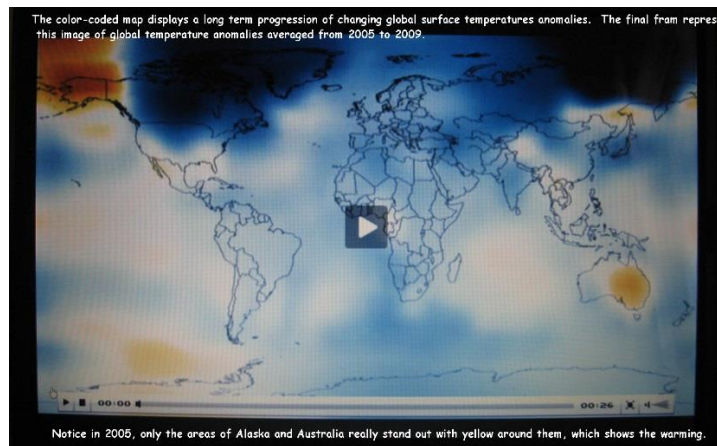 The color-coded map displays a long term progression of changing global surface temperatures anomalies. The final fram repres
this image of global temperature anomalies averaged from 2005 to 2009.
00:00
00:26
Notice in 2005, only the areas of Alaska and Australia really stand out with yellow around them, which shows the warming.